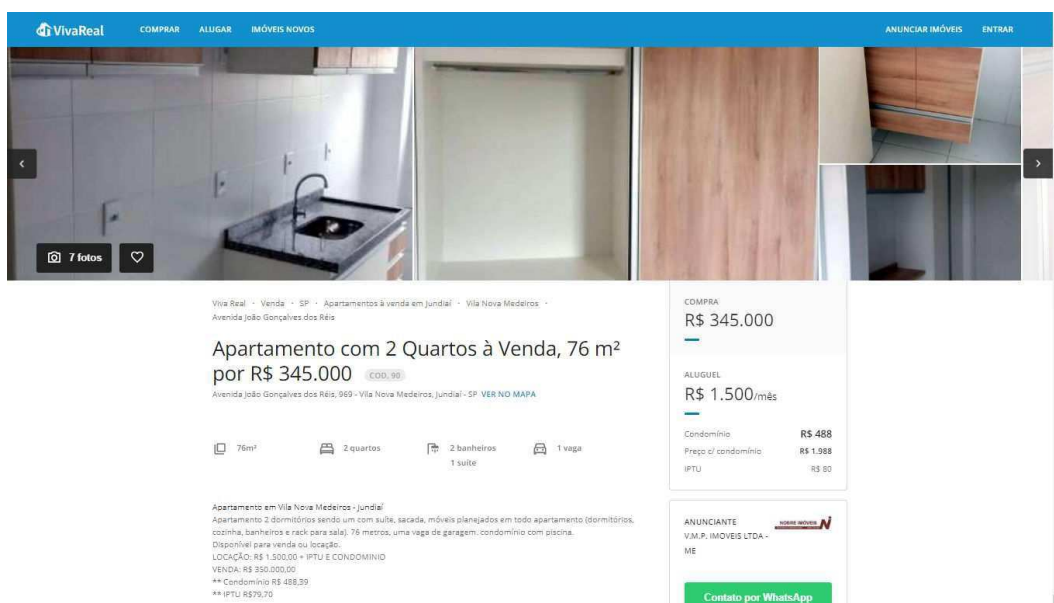 VivaReal COMPRAR ALUGAR IMÓVEIS NOVOS ANUNCIAR IMÓVEIS ENTRAR
7 fotos
Viva Real · Venda · SP · Apartamentos à venda em Jundiaí · Vila Nova Medeiros ·
Avenida João Gonçalves dos Réis
Apartamento com 2 Quartos à Venda, 76 m²
por R$ 345.000 COD. 90
Avenida João Gonçalves dos Réis, 969 - Vila Nova Medeiros, Jundiaí - SP VER NO MAPA
76m² 2 quartos 2 banheiros 1 vaga
1 suíte
Apartamento em Vila Nova Medeiros - Jundiaí
Apartamento 2 dormitórios sendo um com suíte, sacada, móveis planejados em todo apartamento (dormitórios,
cozinha, banheiros e rack para sala). 76 metros, uma vaga de garagem. condomínio com piscina.
Disponível para venda ou locação.
LOCAÇÃO: R$ 1.500,00 + IPTU E CONDOMINIO
VENDA: R$ 350.000,00
** Condomínio R$ 488,39
** IPTU R$79,70
COMPRA
R$ 345.000
ALUGUEL
R$ 1.500/mês
Condomínio R$ 488
Preço c/ condomínio R$ 1.988
IPTU R$ 80
ANUNCIANTE NOBRE IMÓVEIS
V.M.P. IMOVEIS LTDA -
ME
Contato por WhatsApp